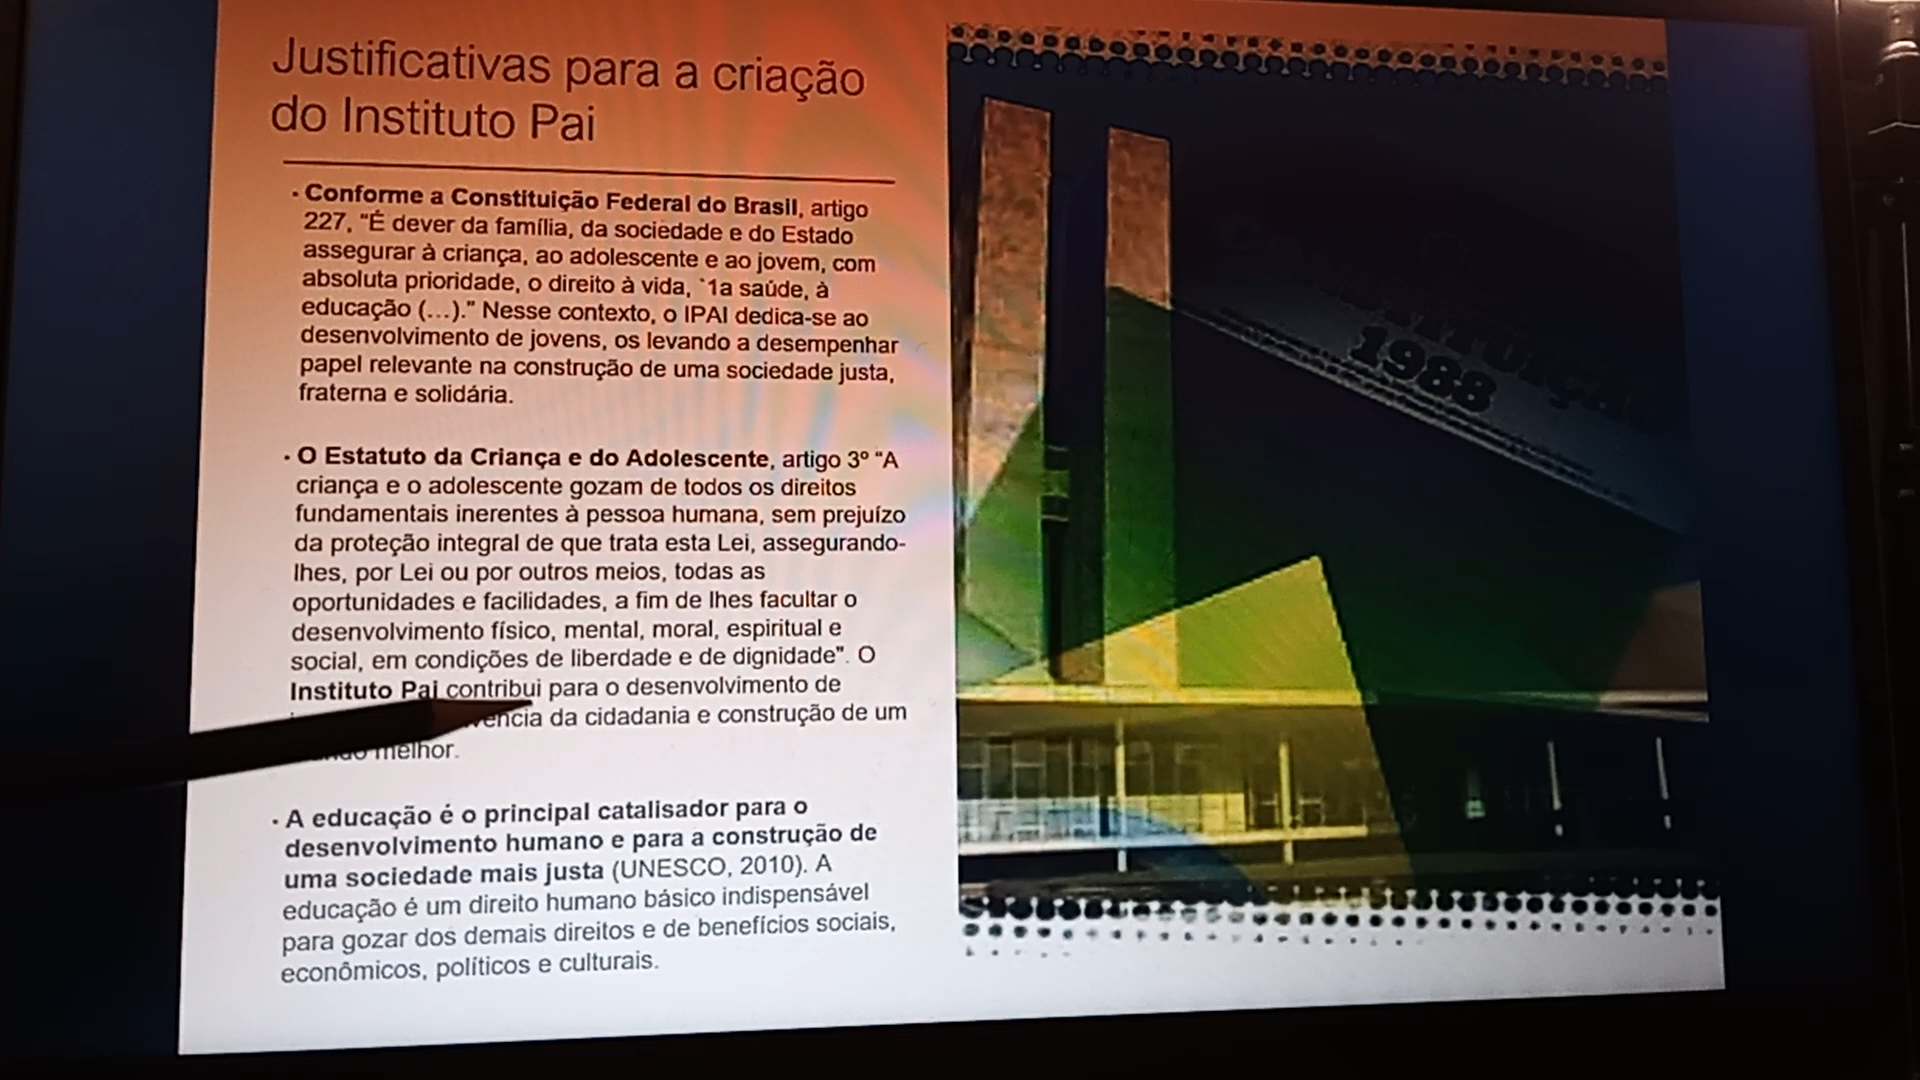 Justificativas para a criação
do Instituto Pai
· Conforme a Constituição Federal do Brasil, artigo
227, “É dever da família, da sociedade e do Estado
assegurar à criança, ao adolescente e ao jovem, com
absoluta prioridade, o direito à vida, `1a saúde, à
educação (...).” Nesse contexto, o IPAI dedica-se ao
desenvolvimento de jovens, os levando a desempenhar
papel relevante na construção de uma sociedade justa,
fraterna e solidária.
· O Estatuto da Criança e do Adolescente, artigo 3º “A
criança e o adolescente gozam de todos os direitos
fundamentais inerentes à pessoa humana, sem prejuízo
da proteção integral de que trata esta Lei, assegurando-
lhes, por Lei ou por outros meios, todas as
oportunidades e facilidades, a fim de lhes facultar o
desenvolvimento físico, mental, moral, espiritual e
social, em condições de liberdade e de dignidade”. O
Instituto Pai contribui para o desenvolvimento de
da cidadania e construção de um
melhor.
· A educação é o principal catalisador para o
desenvolvimento humano e para a construção de
uma sociedade mais justa (UNESCO, 2010). A
educação é um direito humano básico indispensável
para gozar dos demais direitos e de benefícios sociais,
econômicos, políticos e culturais.
1988